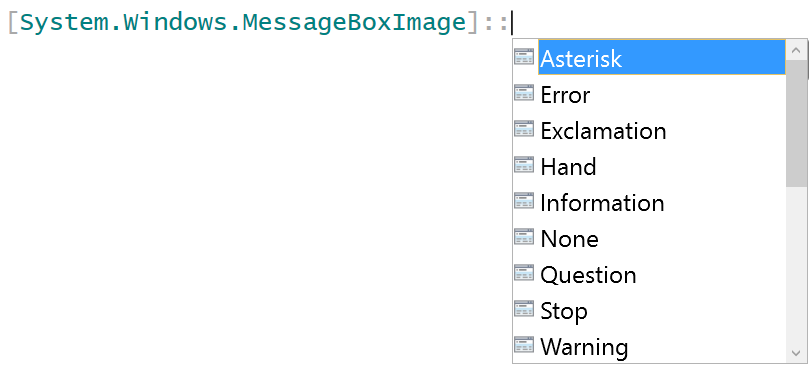 [System.Windows.MessageBoxImage]::
Asterisk
Error
Exclamation
Hand
Information
None
Question
Stop
Warning